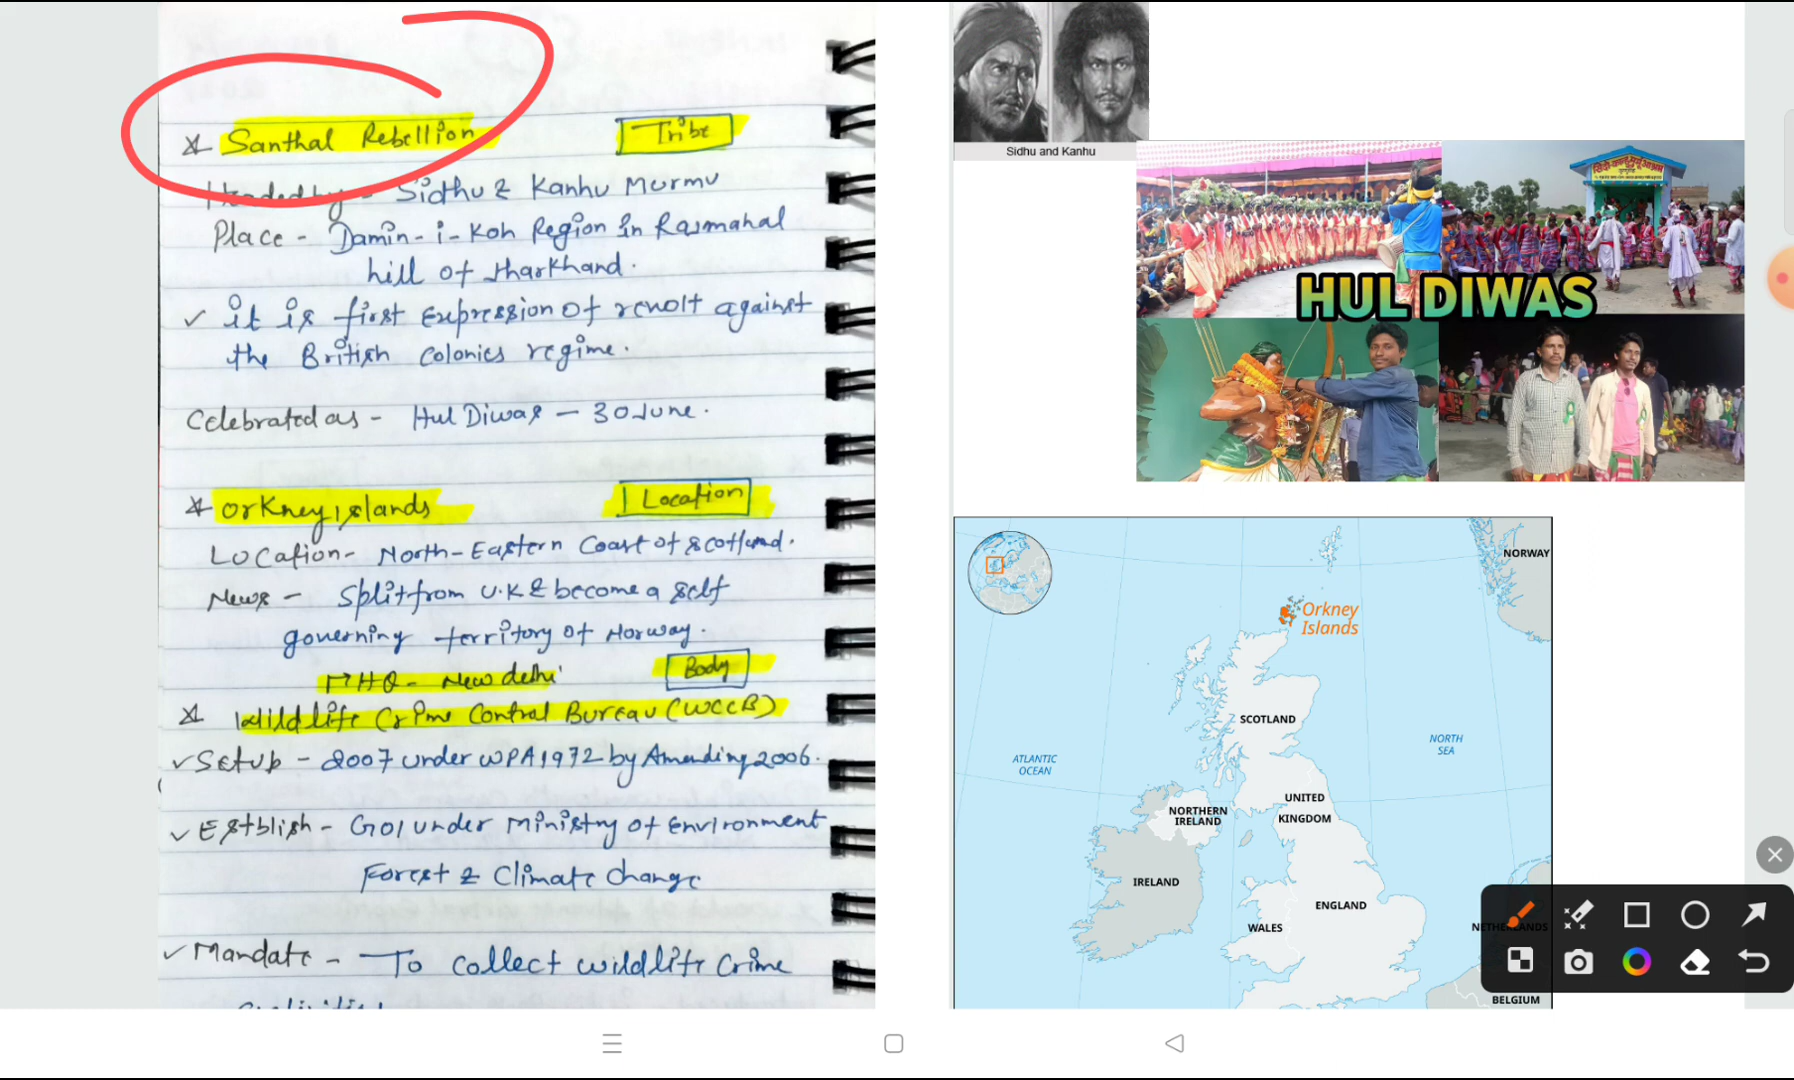 Santhal Rebellion
Tribe
Headed by - Sidhu & Kanhu Murmu
Place - Damin-i-Koh Region in Rajmahal
hill of Jharkhand.
✓ it is first expression of revolt against
the British colonies regime.
Celebrated as - Hul Diwas - 30 June.
Orkney islands
Location
Location - North-Eastern Coast of Scotland.
News - Split from U.K & become a self
governing territory of Norway.
HQ - New delhi
Body
Wildlife Crime Control Bureau (WCCB)
✓ Setup - 2007 under WPA 1972 by Amending 2006.
✓ Establish - GOI under Ministry of Environment
Forest & Climate change
✓ Mandate - To collect wildlife crime
Sidhu and Kanhu
HUL DIWAS
NORWAY
Orkney
Islands
SCOTLAND
NORTH
SEA
ATLANTIC
OCEAN
UNITED
KINGDOM
NORTHERN
IRELAND
IRELAND
ENGLAND
WALES
NETHERLANDS
BELGIUM